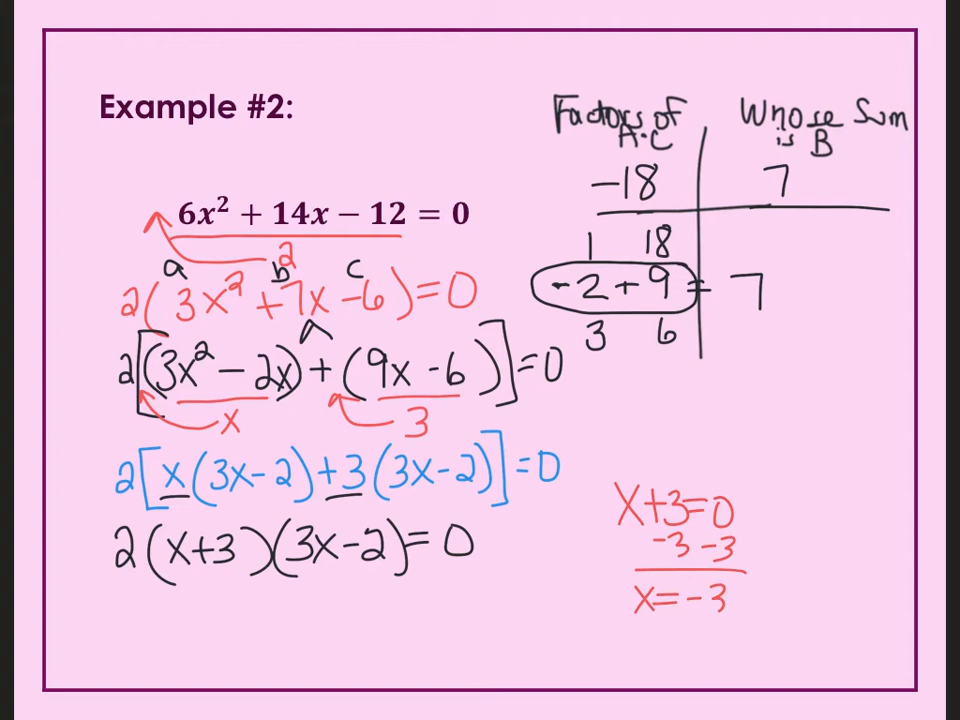 Example #2:
6x² + 14x − 12 = 0
2
a b c
2(3x² + 7x − 6) = 0
2[(3x² − 2x) + (9x − 6)] = 0
x 3
2[x(3x − 2) + 3(3x − 2)] = 0
2(x+3)(3x − 2) = 0
Factors of A·C
Whose Sum is B
−18 7
1 18
−2 + 9 = 7
3 6
x+3=0
−3 −3
x = −3